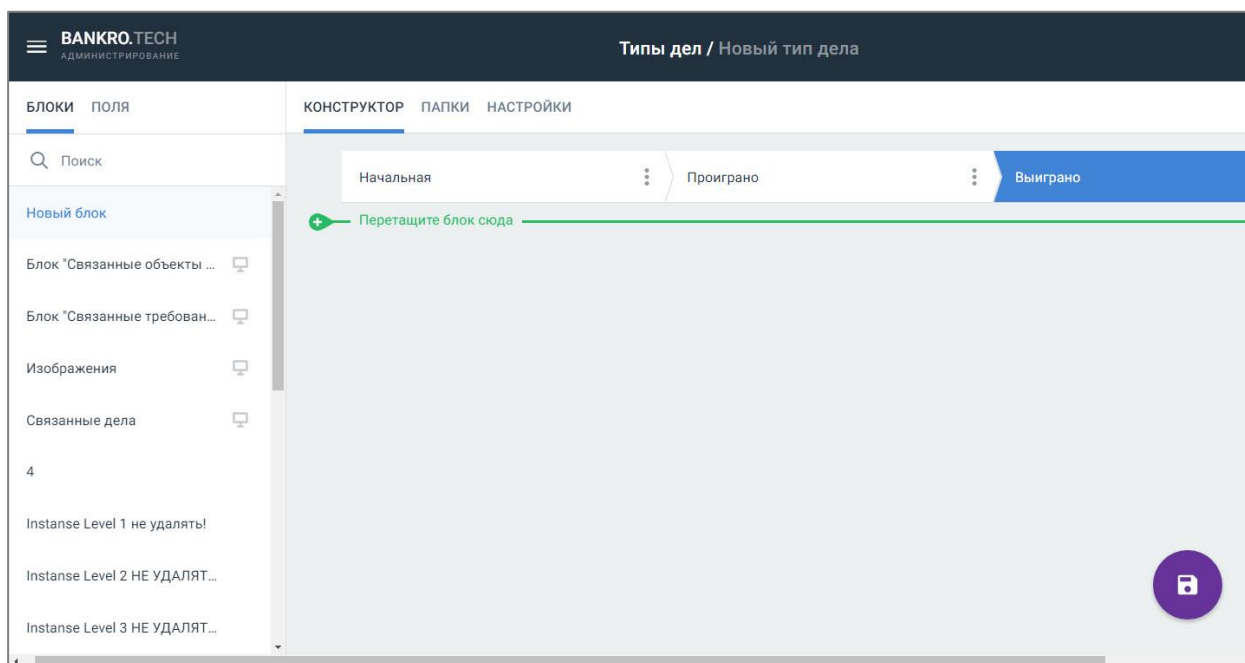 BANKRO.TECH
АДМИНИСТРИРОВАНИЕ
Типы дел / Новый тип дела
БЛОКИ ПОЛЯ
КОНСТРУКТОР ПАПКИ НАСТРОЙКИ
Поиск
Начальная
Проиграно
Выиграно
Новый блок
Перетащите блок сюда
Блок "Связанные объекты ...
Блок "Связанные требован...
Изображения
Связанные дела
4
Instanse Level 1 не удалять!
Instanse Level 2 НЕ УДАЛЯТ...
Instanse Level 3 НЕ УДАЛЯТ...